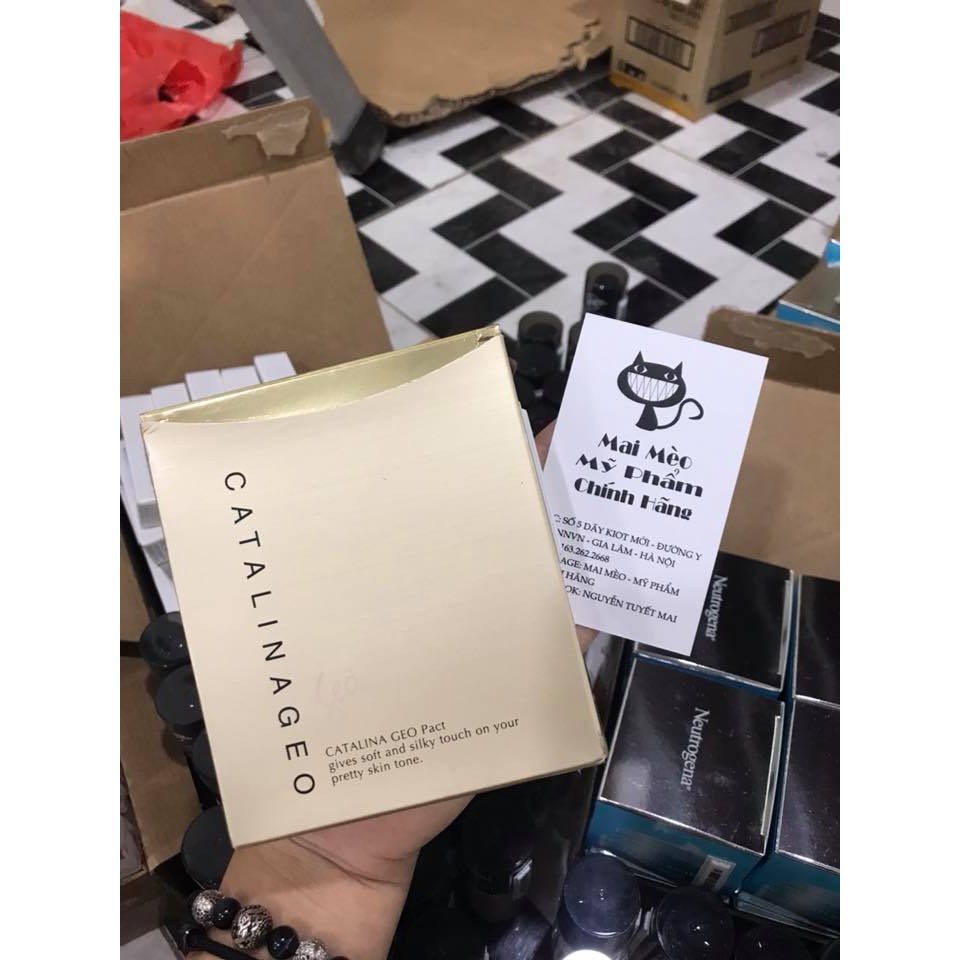 CATALINAGEO
CATALINA GEO Pact
gives soft and silky touch on your
pretty skin tone.
Mai Mèo
Mỹ Phẩm
Chính Hãng
SỐ 5 DÃY KIOT MỚI - ĐƯỜNG Y
- GIA LÂM - HÀ NỘI
163.262.2668
AGE: MAI MÈO - MỸ PHẨM
HÃNG
OK: NGUYỄN TUYẾT MAI
Neutrogena®
Neutrogena®